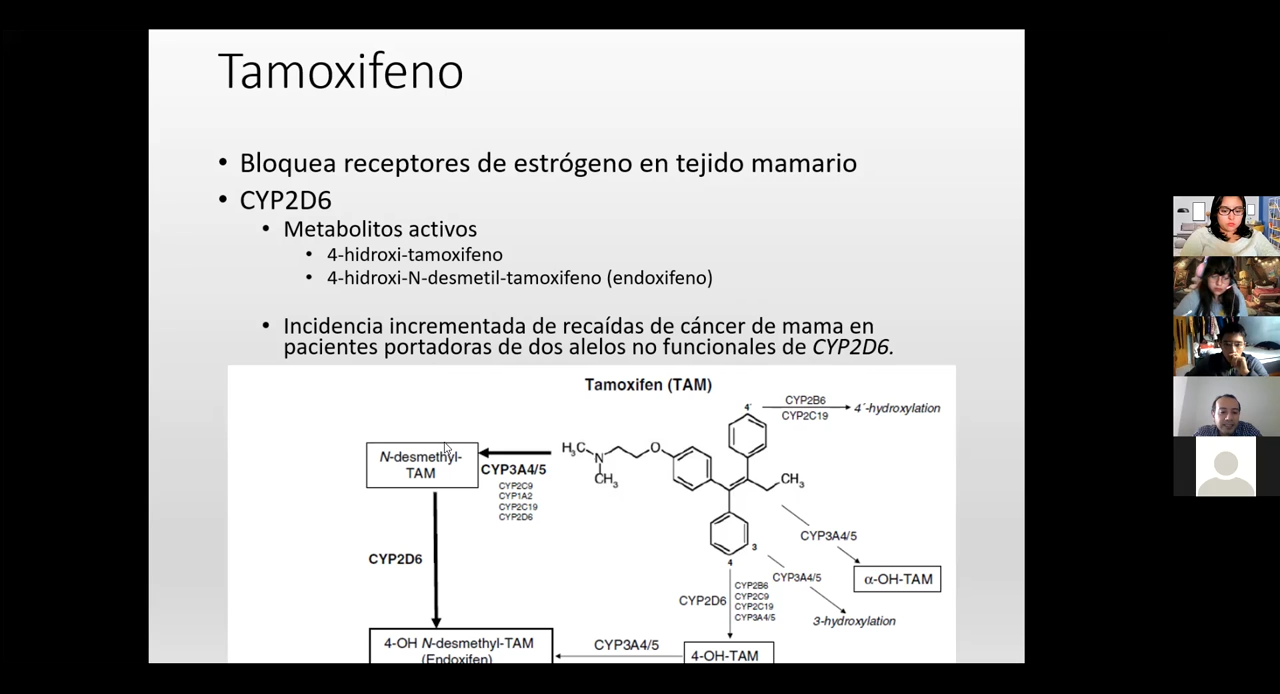 Tamoxifeno
• Bloquea receptores de estrógeno en tejido mamario
• CYP2D6
• Metabolitos activos
• 4-hidroxi-tamoxifeno
• 4-hidroxi-N-desmetil-tamoxifeno (endoxifeno)
• Incidencia incrementada de recaídas de cáncer de mama en
pacientes portadoras de dos alelos no funcionales de CYP2D6.
Tamoxifen (TAM)
4´
CYP2B6
CYP2C19
4´-hydroxylation
N-desmethyl-
TAM
CYP3A4/5
CYP2C9
CYP1A2
CYP2C19
CYP2D6
H₃C
N
CH₃
O
CH₃
3
4
CYP3A4/5
α-OH-TAM
CYP3A4/5
3-hydroxylation
CYP2D6
CYP2D6
CYP2B6
CYP2C9
CYP2C19
CYP3A4/5
4-OH N-desmethyl-TAM
(Endoxifen)
CYP3A4/5
4-OH-TAM